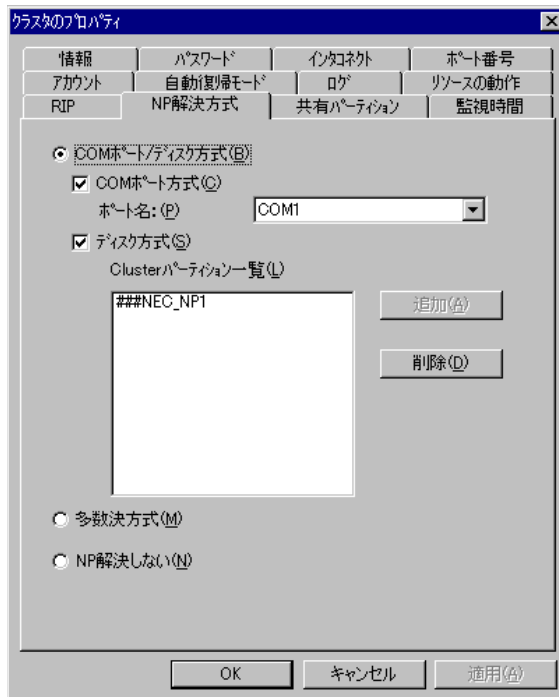 クラスタのプロパティ
情報 パスワード インタコネクト ポート番号
アカウント 自動復帰モード ログ リソースの動作
RIP NP解決方式 共有パーティション 監視時間
COMポート/ディスク方式(B)
COMポート方式(C)
ポート名:(P) COM1
ディスク方式(S)
Clusterパーティション一覧(L)
###NEC_NP1
追加(A)
削除(D)
多数決方式(M)
NP解決しない(N)
OK キャンセル 適用(A)